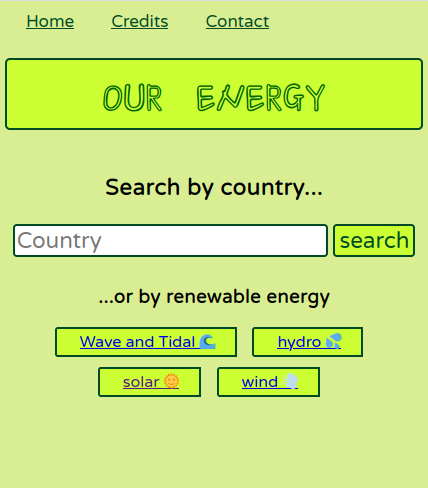 Home Credits Contact
OUR ENERGY
Search by country...
Country search
...or by renewable energy
Wave and Tidal 🌊 hydro 💦
solar 🌞 wind 💨